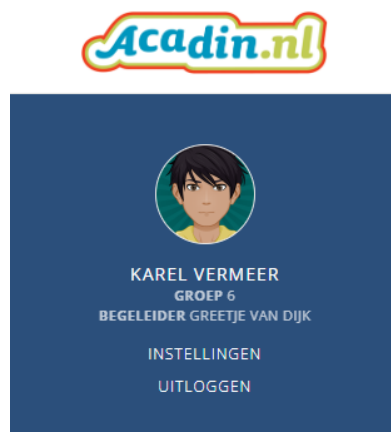 Acadin.nl
KAREL VERMEER
GROEP 6
BEGELEIDER GREETJE VAN DIJK
INSTELLINGEN
UITLOGGEN